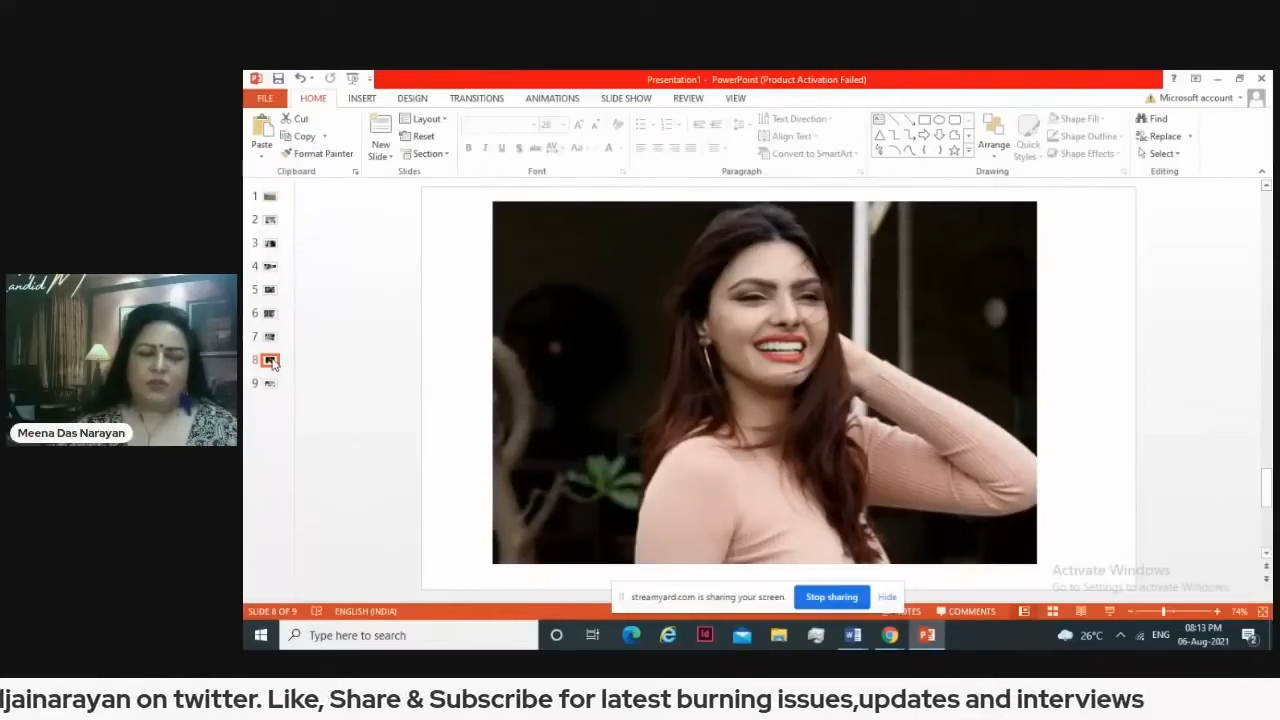 Presentation1 - PowerPoint (Product Activation Failed)
FILE HOME INSERT DESIGN TRANSITIONS ANIMATIONS SLIDE SHOW REVIEW VIEW Microsoft account
Paste
Cut
Copy
Format Painter
Clipboard
New
Slide
Layout
Reset
Section
Slides
28
Font
Text Direction
Align Text
Convert to SmartArt
Paragraph
Arrange
Quick
Styles
Shape Fill
Shape Outline
Shape Effects
Drawing
Find
Replace
Select
Editing
1
2
3
4
5
6
7
8
9
andid M
Meena Das Narayan
Activate Windows
Go to Settings to activate Windows.
streamyard.com is sharing your screen. Stop sharing Hide
SLIDE 8 OF 9 ENGLISH (INDIA) NOTES COMMENTS 74%
Type here to search
26°C ENG
08:13 PM
06-Aug-2021
2
ljainarayan on twitter. Like, Share & Subscribe for latest burning issues,updates and interviews